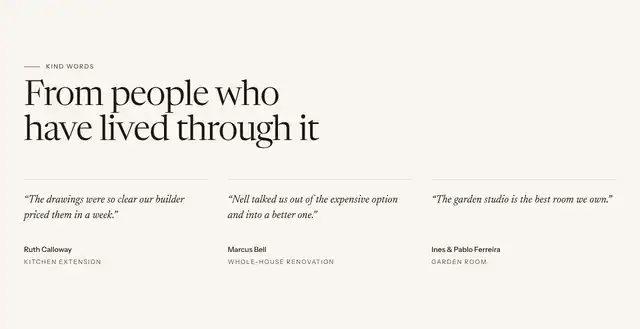 KIND WORDS
From people who
have lived through it
“The drawings were so clear our builder
priced them in a week.”
Ruth Calloway
KITCHEN EXTENSION
“Nell talked us out of the expensive option
and into a better one.”
Marcus Bell
WHOLE-HOUSE RENOVATION
“The garden studio is the best room we own.”
Ines & Pablo Ferreira
GARDEN ROOM